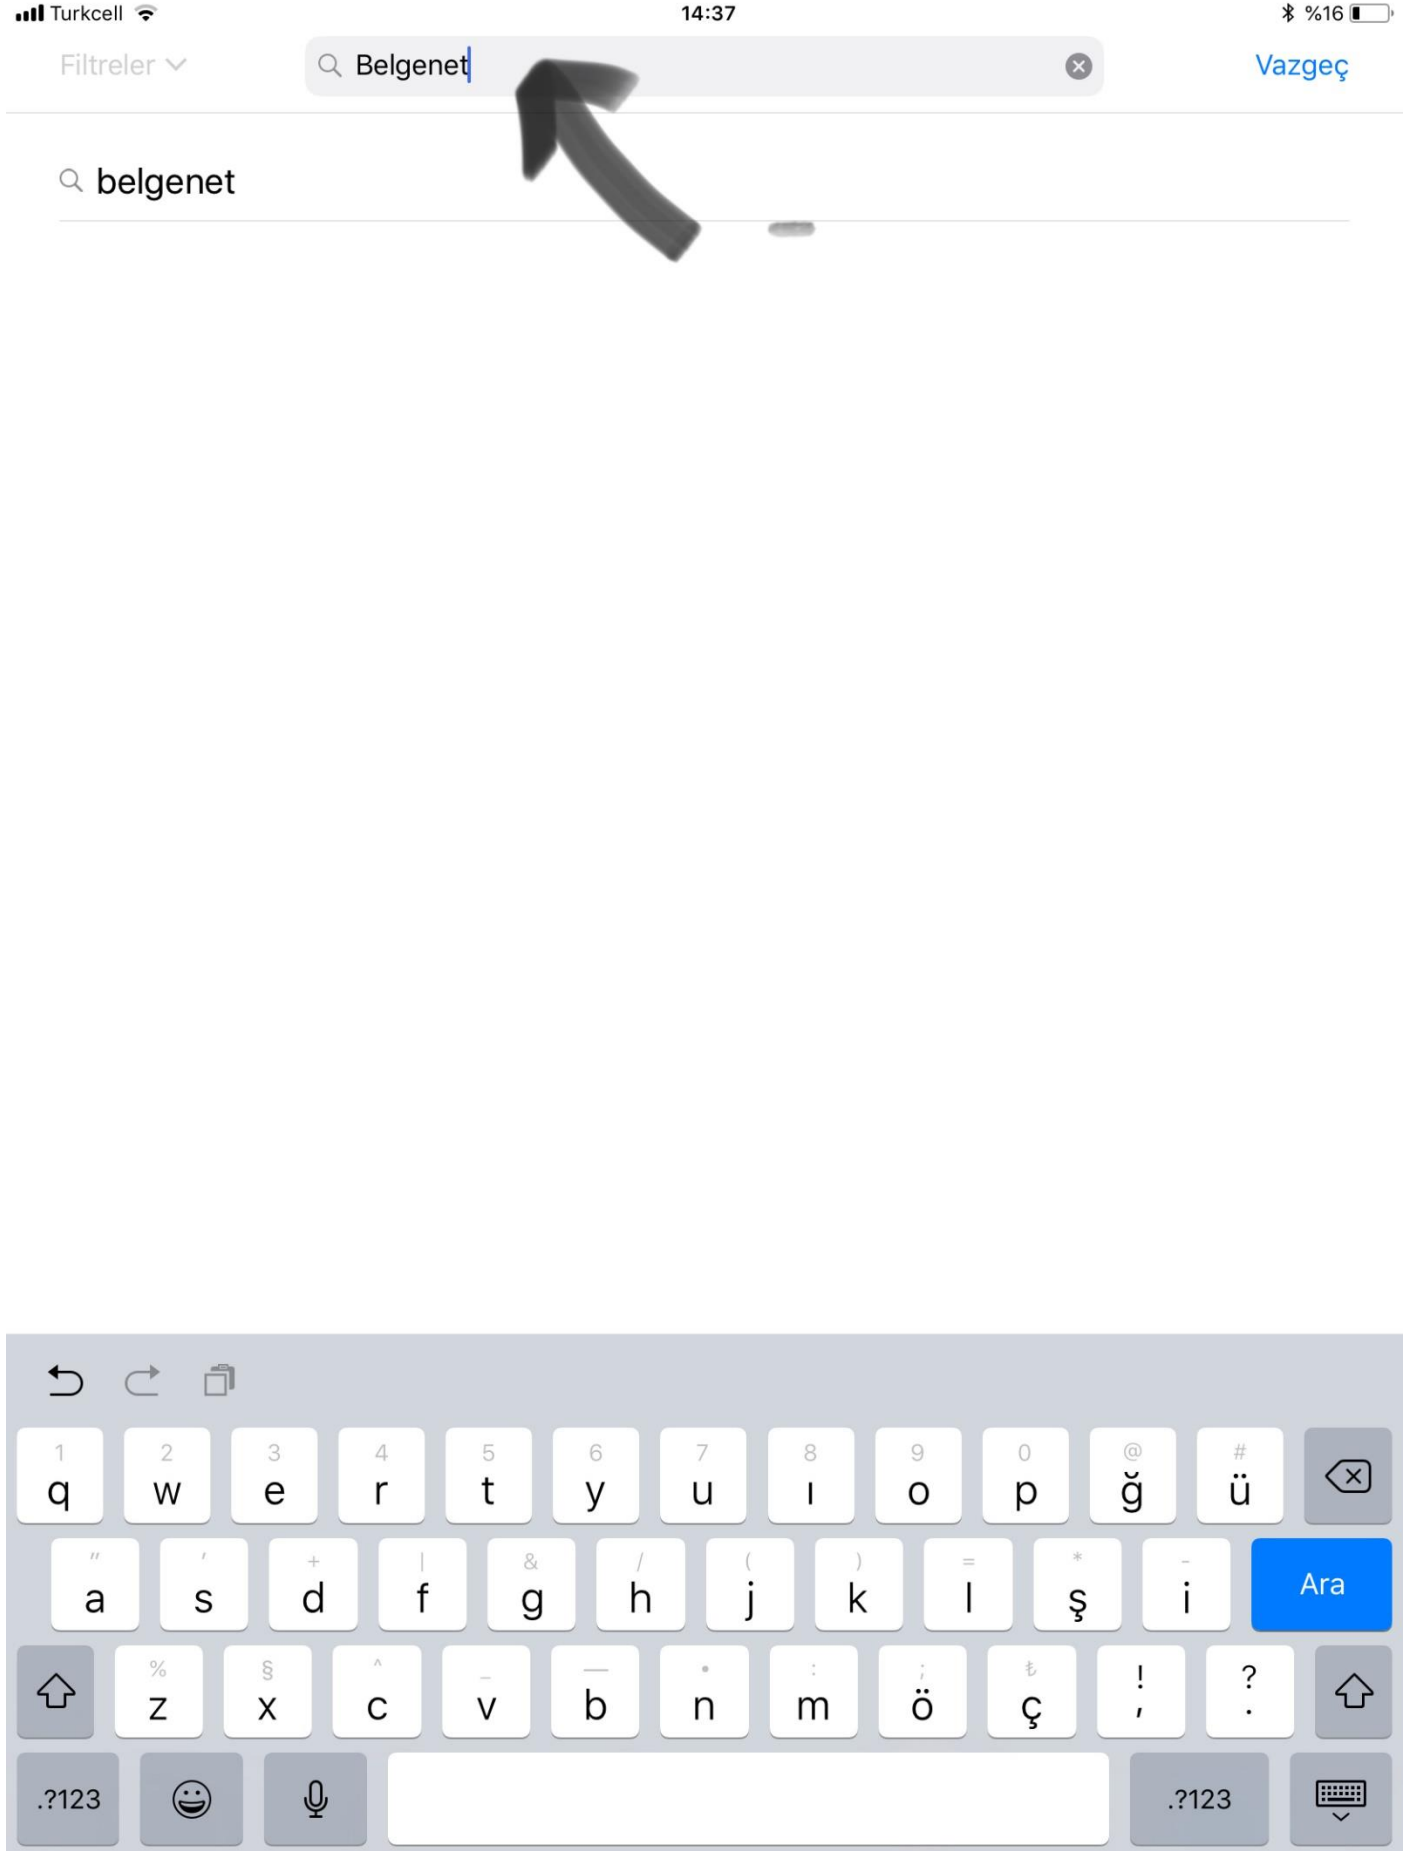 Turkcell 14:37 %16
Filtreler Belgenet Vazgeç
belgenet
1 2 3 4 5 6 7 8 9 0 @ #
q w e r t y u ı o p ğ ü
" ' + | & / ( ) = * -
a s d f g h j k l ş i Ara
% § ^ _ — • : ; ₺ ! ?
z x c v b n m ö ç , .
.?123 .?123